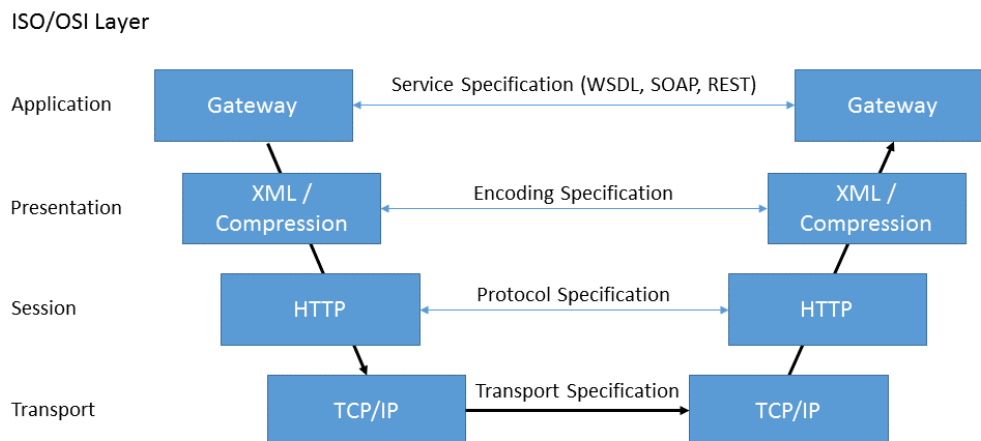 ISO/OSI Layer
Service Specification (WSDL, SOAP, REST)
Application
Gateway
Gateway
Presentation
XML /
Compression
Encoding Specification
XML /
Compression
Session
HTTP
Protocol Specification
HTTP
Transport
TCP/IP
Transport Specification
TCP/IP